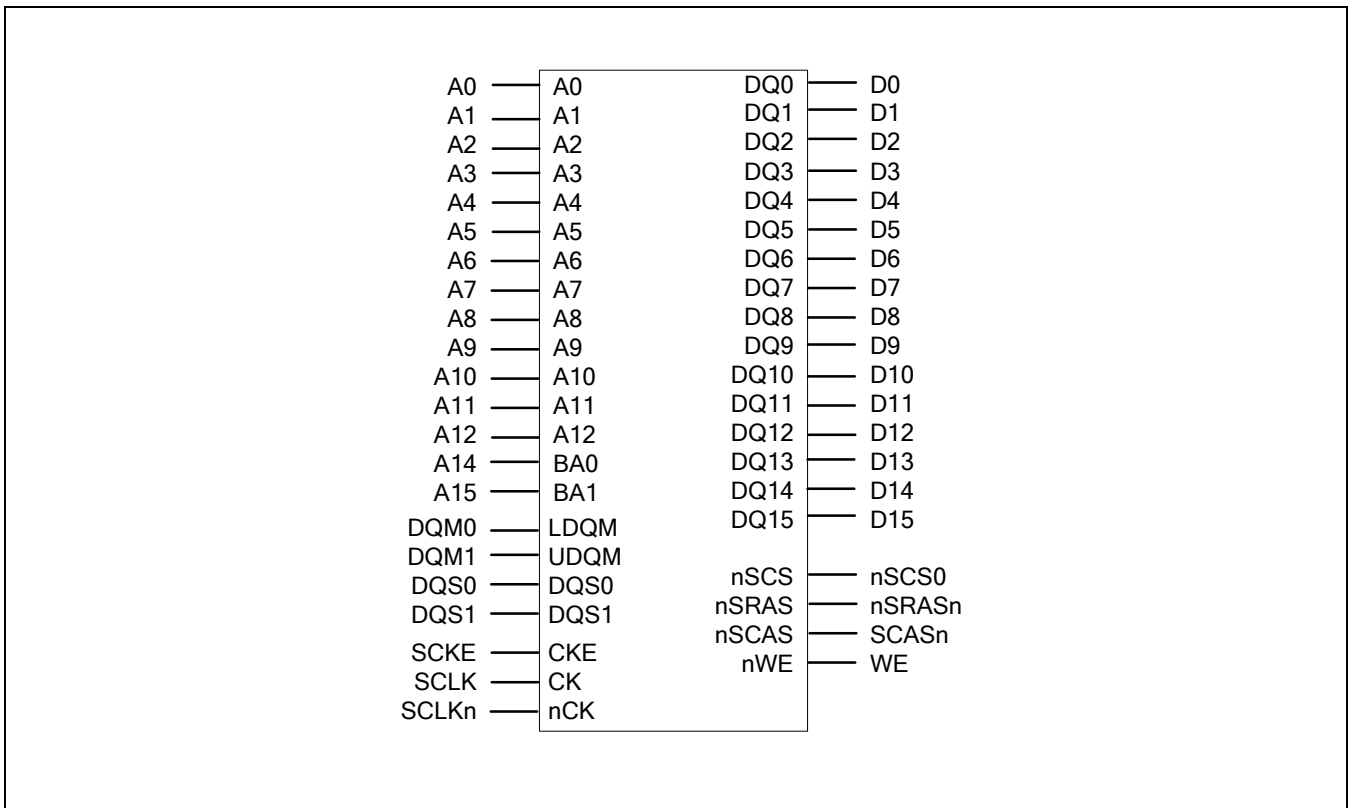 A0 A0 DQ0 D0
A1 A1 DQ1 D1
A2 A2 DQ2 D2
A3 A3 DQ3 D3
A4 A4 DQ4 D4
A5 A5 DQ5 D5
A6 A6 DQ6 D6
A7 A7 DQ7 D7
A8 A8 DQ8 D8
A9 A9 DQ9 D9
A10 A10 DQ10 D10
A11 A11 DQ11 D11
A12 A12 DQ12 D12
A14 BA0 DQ13 D13
A15 BA1 DQ14 D14
DQM0 LDQM DQ15 D15
DQM1 UDQM
DQS0 DQS0 nSCS nSCS0
DQS1 DQS1 nSRAS nSRASn
SCKE CKE nSCAS SCASn
SCLK CK nWE WE
SCLKn nCK